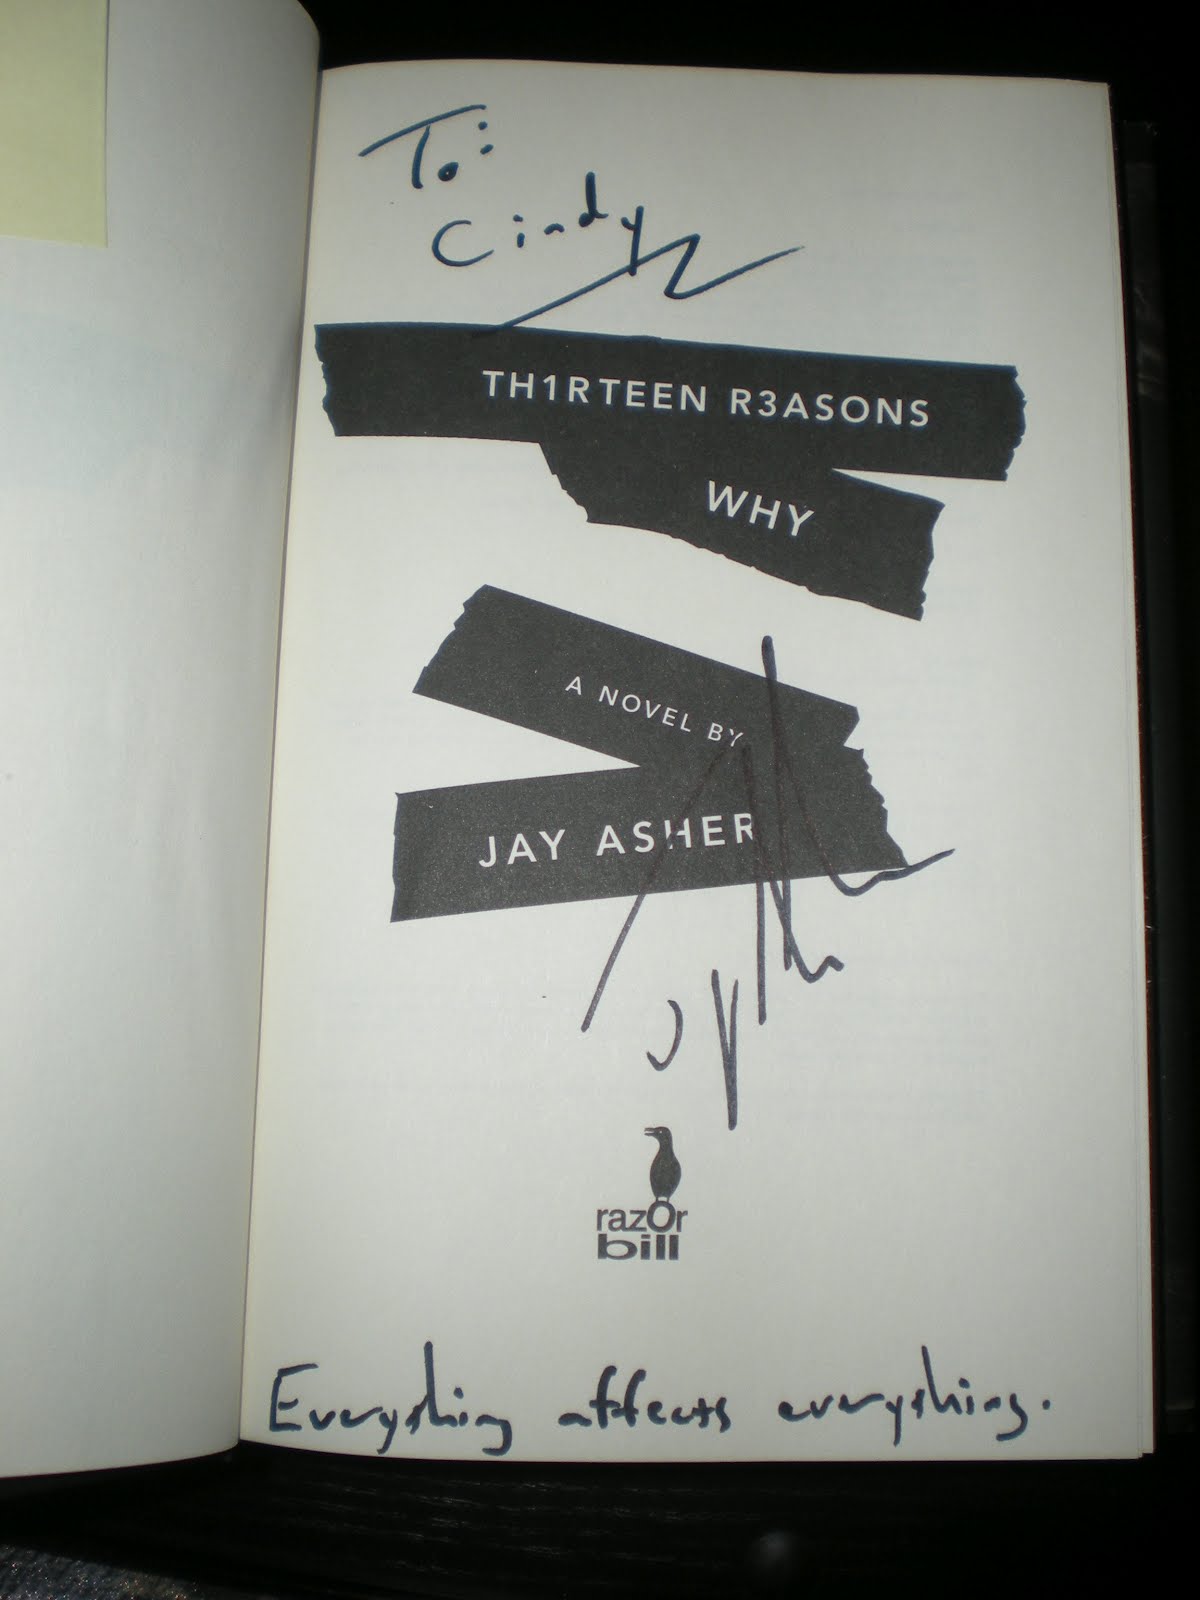 To:
Cindy
TH1RTEEN R3ASONS
WHY
A NOVEL BY
JAY ASHER
razOr
bill
Everything affects everything.